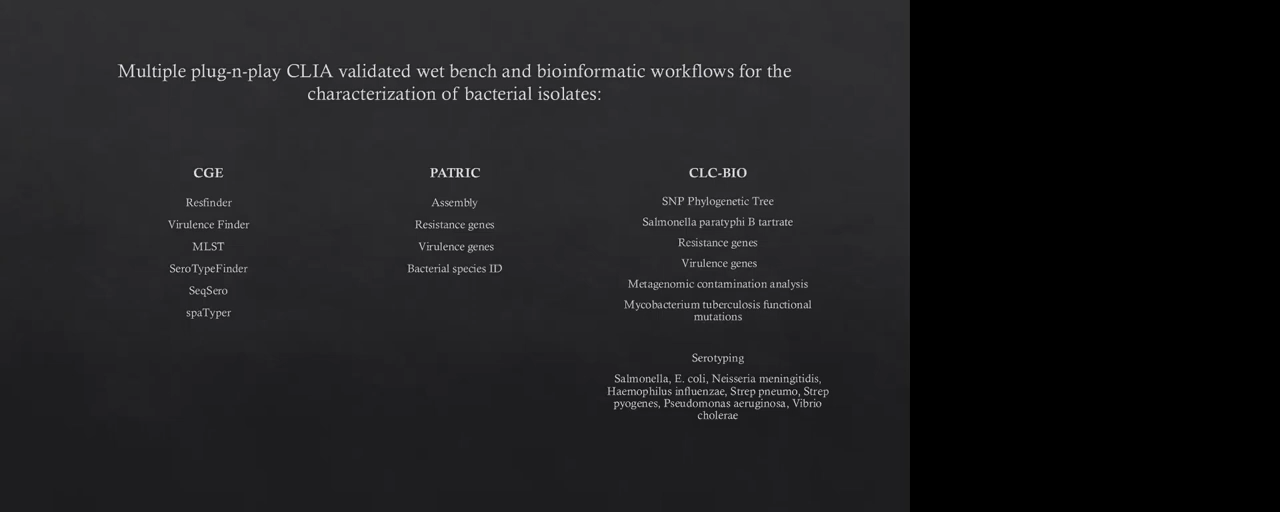 Multiple plug-n-play CLIA validated wet bench and bioinformatic workflows for the
characterization of bacterial isolates:
CGE
Resfinder
Virulence Finder
MLST
SeroTypeFinder
SeqSero
spaTyper
PATRIC
Assembly
Resistance genes
Virulence genes
Bacterial species ID
CLC-BIO
SNP Phylogenetic Tree
Salmonella paratyphi B tartrate
Resistance genes
Virulence genes
Metagenomic contamination analysis
Mycobacterium tuberculosis functional
mutations
Serotyping
Salmonella, E. coli, Neisseria meningitidis,
Haemophilus influenzae, Strep pneumo, Strep
pyogenes, Pseudomonas aeruginosa, Vibrio
cholerae